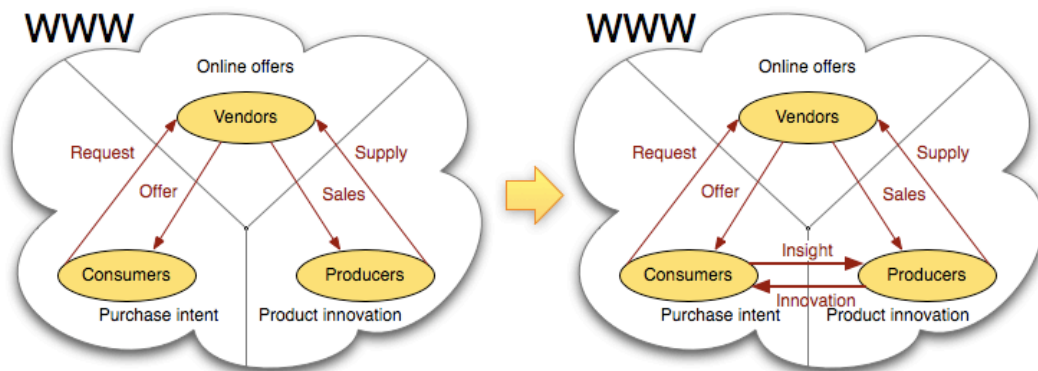 WWW
Online offers
Vendors
Request
Supply
Offer
Sales
Consumers
Producers
Purchase intent
Product innovation
WWW
Online offers
Vendors
Request
Supply
Offer
Sales
Insight
Consumers
Producers
Innovation
Purchase intent
Product innovation